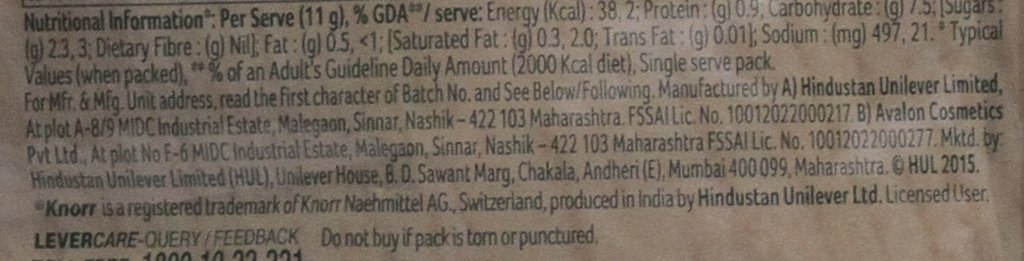 Nutritional Information*: Per Serve (11 g), % GDA**/ serve: Energy (Kcal) : 38, 2; Protein : (g) 0.9; Carbohydrate : (g) 7.5; [Sugars :
(g) 2.3, 3; Dietary Fibre : (g) Nil]; Fat : (g) 0.5, <1; [Saturated Fat : (g) 0.3, 2.0; Trans Fat : (g) 0.01]; Sodium : (mg) 497, 21. * Typical
Values (when packed), ** % of an Adult's Guideline Daily Amount (2000 Kcal diet), Single serve pack.
For Mfr. & Mfg. Unit address, read the First character of Batch No. and See Below/Following. Manufactured by A) Hindustan Unilever Limited,
At plot A-8/9 MIDC Industrial Estate, Malegaon, Sinnar, Nashik – 422 103 Maharashtra. FSSAI Lic. No. 10012022000217. B) Avalon Cosmetics
Pvt Ltd., At plot No F-6 MIDC Industrial Estate, Malegaon, Sinnar, Nashik – 422 103 Maharashtra FSSAI Lic. No. 10012022000277. Mktd. by:
Hindustan Unilever Limited (HUL), Unilever House, B. D. Sawant Marg, Chakala, Andheri (E), Mumbai 400 099, Maharashtra. © HUL 2015.
®Knorr is a registered trademark of Knorr Naehmittel AG., Switzerland, produced in India by Hindustan Unilever Ltd. Licensed User.
LEVERCARE-QUERY / FEEDBACK Do not buy if pack is torn or punctured.